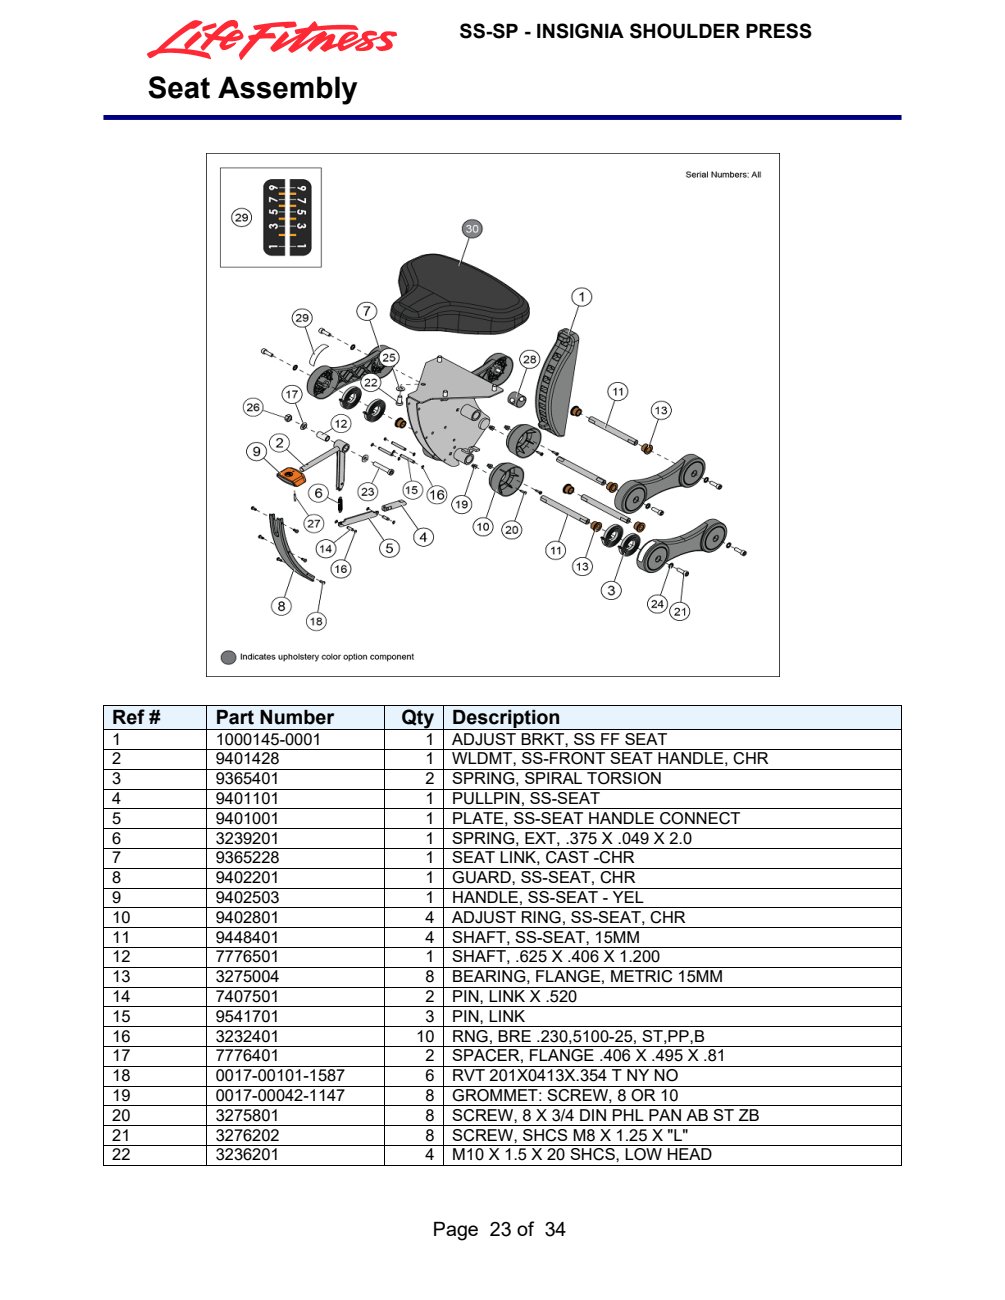 Life Fitness
SS-SP - INSIGNIA SHOULDER PRESS
Seat Assembly
Serial Numbers: All
29
9 9
7 7
5 5
3 3
1 1
30
1
7
29
25
28
22
11
17
13
26
12
2
9
6
23
15
16
19
27
10
20
4
14
5
11
16
13
3
8
24
21
18
Indicates upholstery color option component
Ref # Part Number Qty Description
1 1000145-0001 1 ADJUST BRKT, SS FF SEAT
2 9401428 1 WLDMT, SS-FRONT SEAT HANDLE, CHR
3 9365401 2 SPRING, SPIRAL TORSION
4 9401101 1 PULLPIN, SS-SEAT
5 9401001 1 PLATE, SS-SEAT HANDLE CONNECT
6 3239201 1 SPRING, EXT, .375 X .049 X 2.0
7 9365228 1 SEAT LINK, CAST -CHR
8 9402201 1 GUARD, SS-SEAT, CHR
9 9402503 1 HANDLE, SS-SEAT - YEL
10 9402801 4 ADJUST RING, SS-SEAT, CHR
11 9448401 4 SHAFT, SS-SEAT, 15MM
12 7776501 1 SHAFT, .625 X .406 X 1.200
13 3275004 8 BEARING, FLANGE, METRIC 15MM
14 7407501 2 PIN, LINK X .520
15 9541701 3 PIN, LINK
16 3232401 10 RNG, BRE .230,5100-25, ST,PP,B
17 7776401 2 SPACER, FLANGE .406 X .495 X .81
18 0017-00101-1587 6 RVT 201X0413X.354 T NY NO
19 0017-00042-1147 8 GROMMET: SCREW, 8 OR 10
20 3275801 8 SCREW, 8 X 3/4 DIN PHL PAN AB ST ZB
21 3276202 8 SCREW, SHCS M8 X 1.25 X "L"
22 3236201 4 M10 X 1.5 X 20 SHCS, LOW HEAD
Page 23 of 34